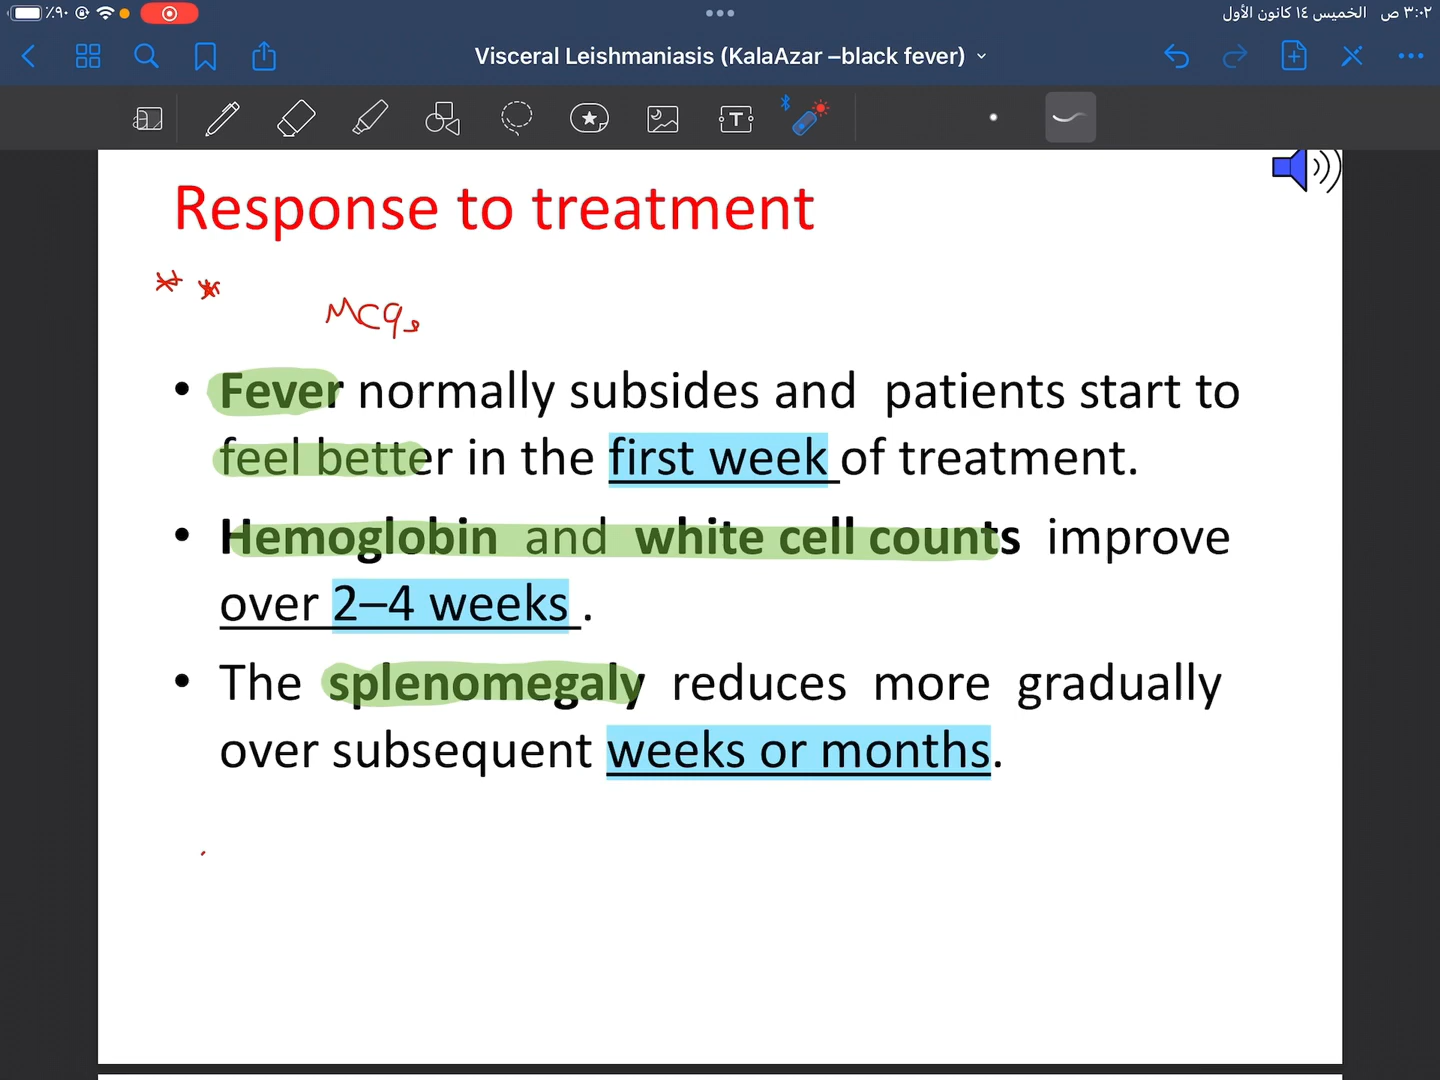 ٪٩٠
الخميس ١٤ كانون الأول ٣:٠٢ ص
Visceral Leishmaniasis (KalaAzar –black fever)
T
Response to treatment
MCQs
• Fever normally subsides and patients start to
feel better in the first week of treatment.
• Hemoglobin and white cell counts improve
over 2–4 weeks .
• The splenomegaly reduces more gradually
over subsequent weeks or months.